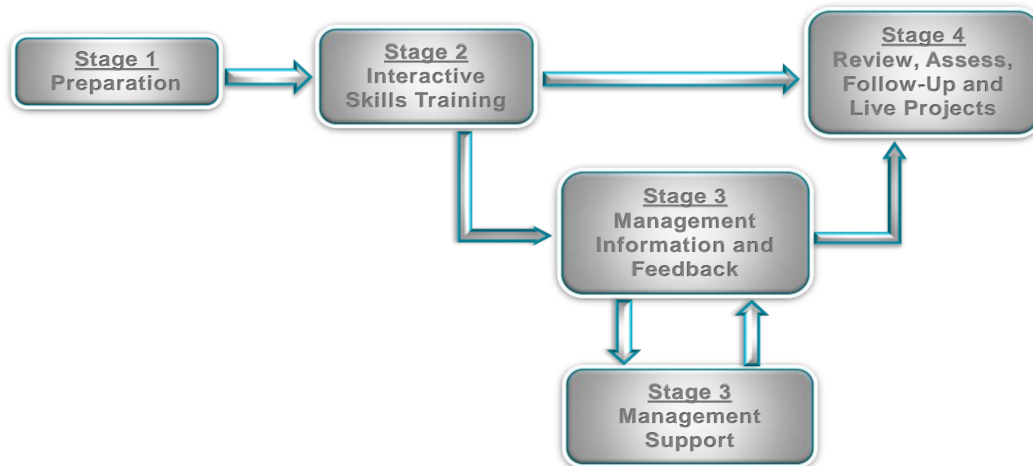 Stage 1
Preparation
Stage 2
Interactive
Skills Training
Stage 4
Review, Assess,
Follow-Up and
Live Projects
Stage 3
Management
Information and
Feedback
Stage 3
Management
Support